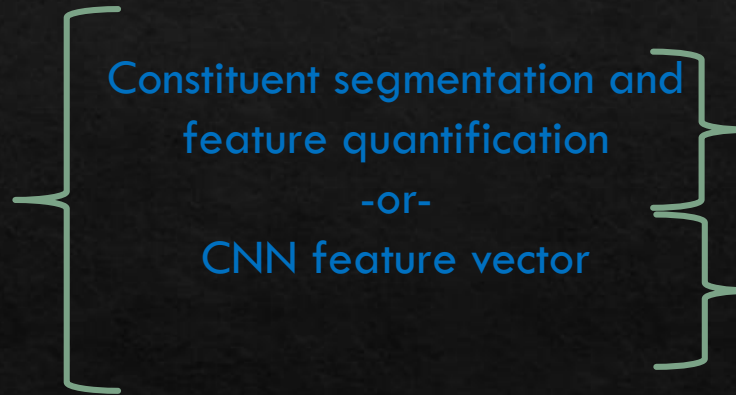 Constituent segmentation and
feature quantification
-or-
CNN feature vector